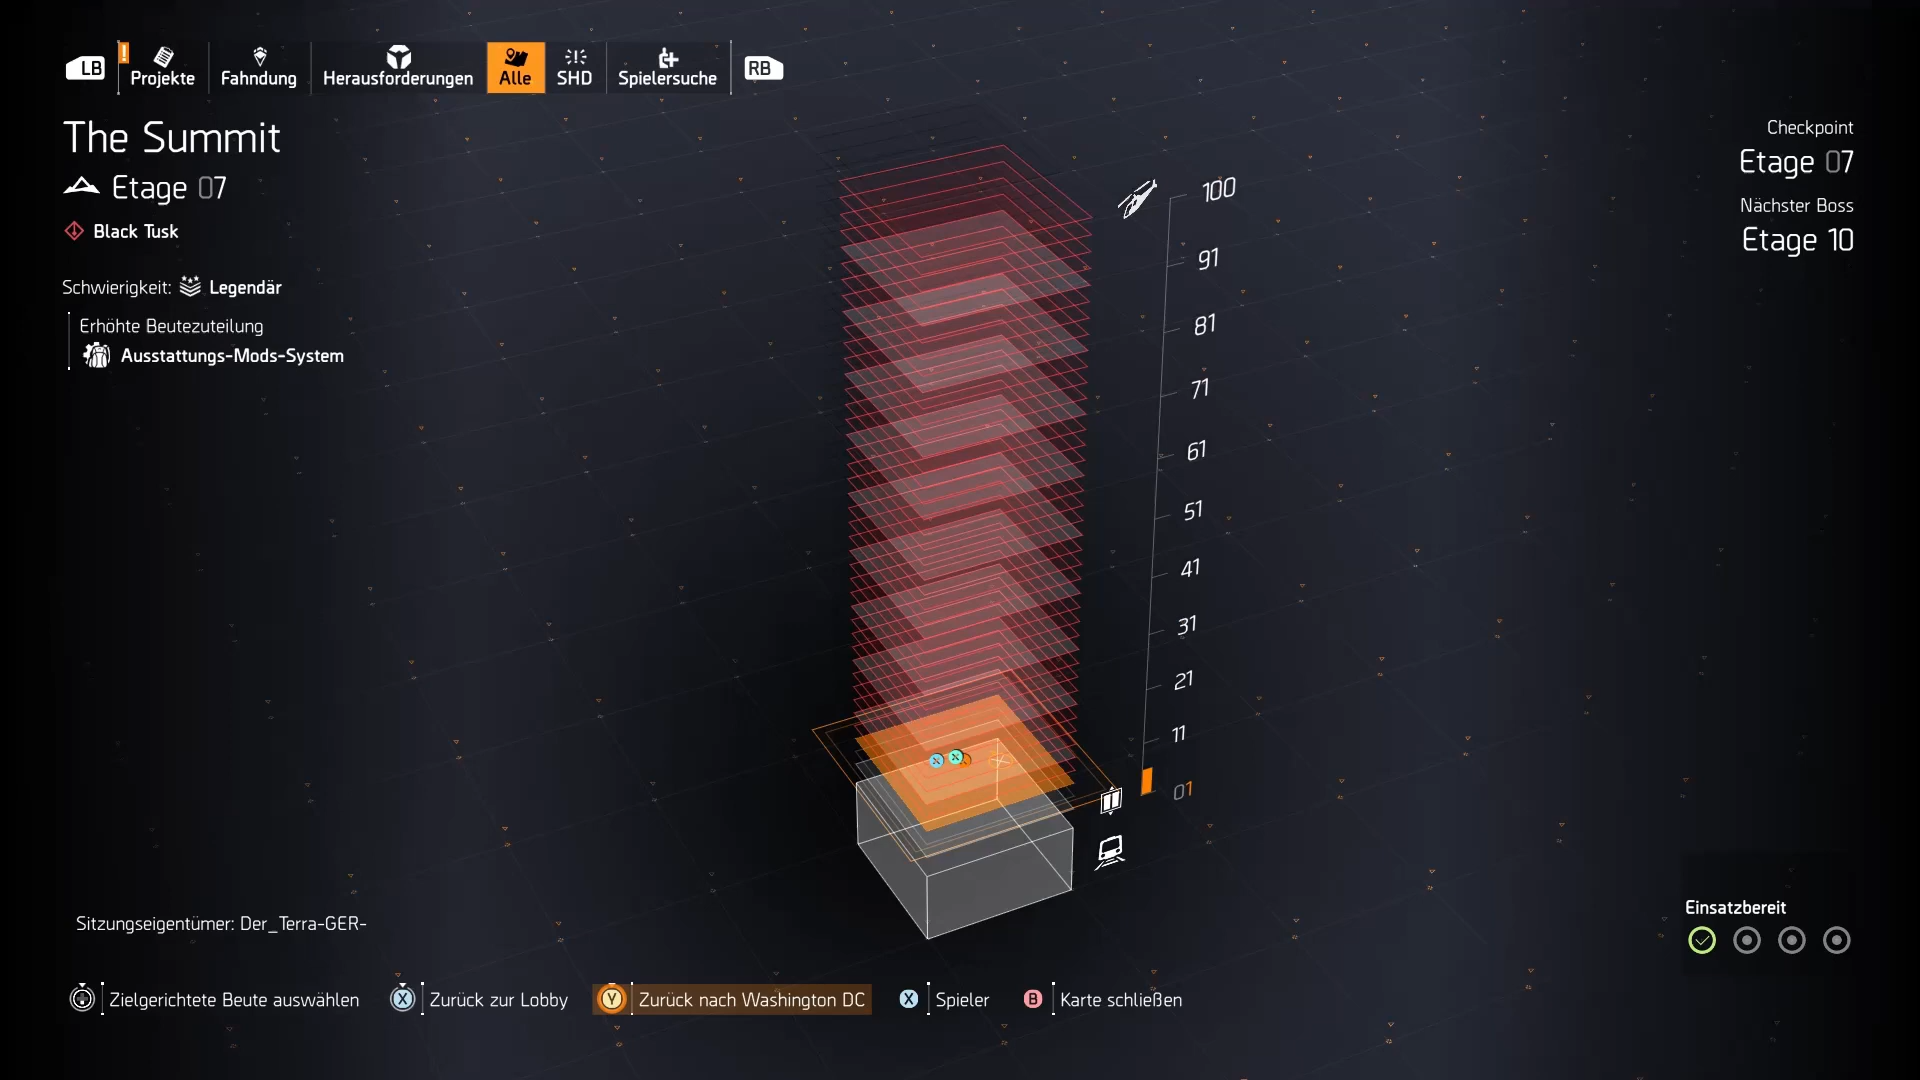 LB
!
Projekte
Fahndung
Herausforderungen
Alle
SHD
Spielersuche
RB
The Summit
Etage 07
Black Tusk
Schwierigkeit: Legendär
Erhöhte Beutezuteilung
Ausstattungs-Mods-System
Checkpoint
Etage 07
Nächster Boss
Etage 10
100
91
81
71
61
51
41
31
21
11
01
Sitzungseigentümer: Der_Terra-GER-
Einsatzbereit
Zielgerichtete Beute auswählen
X Zurück zur Lobby
Y Zurück nach Washington DC
X Spieler
B Karte schließen